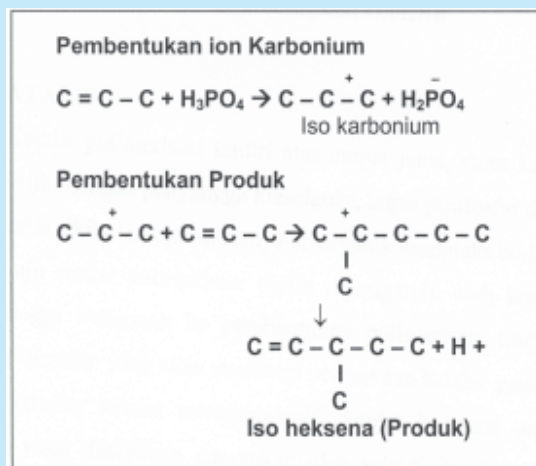 Pembentukan ion Karbonium
+ –
C = C – C + H₃PO₄ → C – C – C + H₂PO₄
Iso karbonium
Pembentukan Produk
+ +
C – C – C + C = C – C → C – C – C – C – C
I
C
↓
C = C – C – C – C + H +
I
C
Iso heksena (Produk)